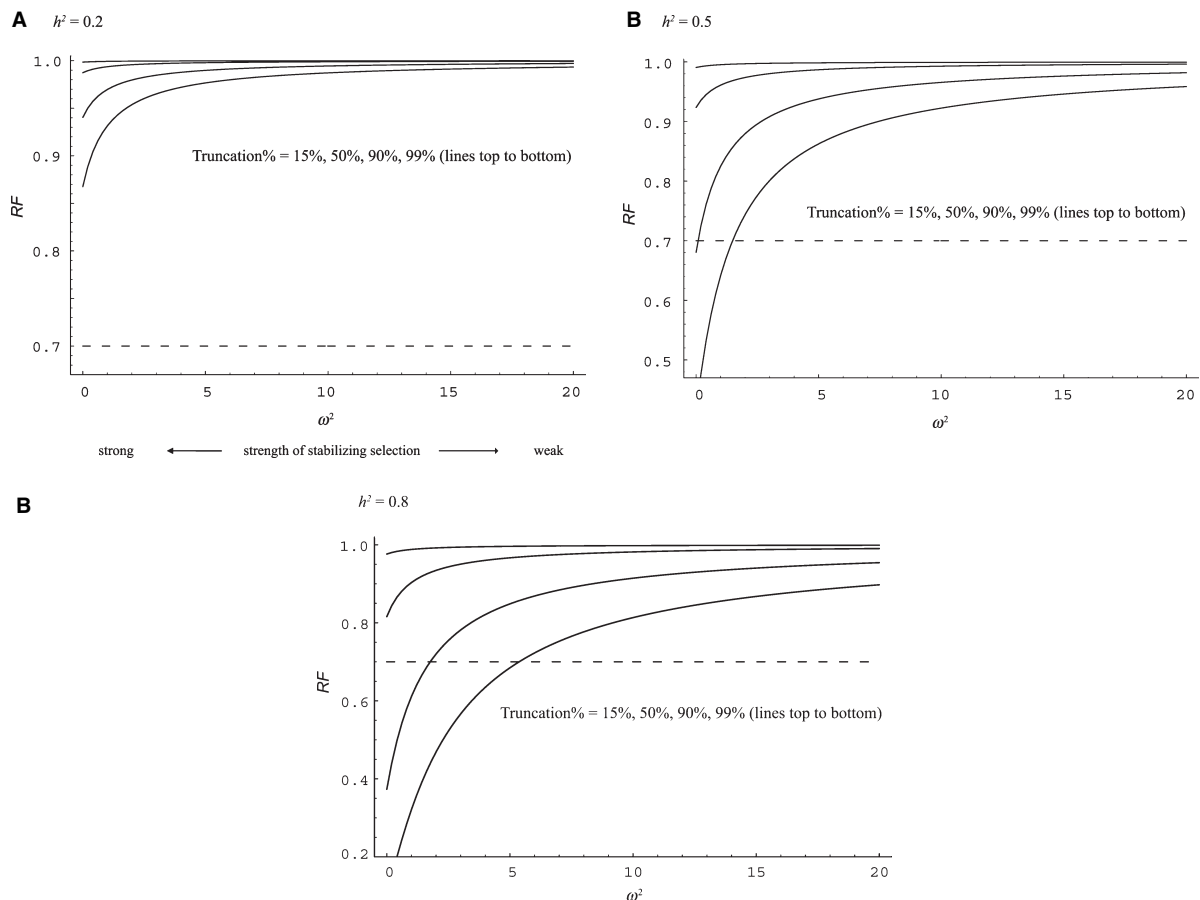 A h² = 0.2
1.0
0.9
0.8
0.7
RF
Truncation% = 15%, 50%, 90%, 99% (lines top to bottom)
0 5 10 15 20
ω²
strong strength of stabilizing selection weak
B h² = 0.5
1.0
0.9
0.8
0.7
0.6
0.5
RF
Truncation% = 15%, 50%, 90%, 99% (lines top to bottom)
0 5 10 15 20
ω²
B h² = 0.8
1.0
0.8
0.6
0.4
0.2
RF
Truncation% = 15%, 50%, 90%, 99% (lines top to bottom)
0 5 10 15 20
ω²